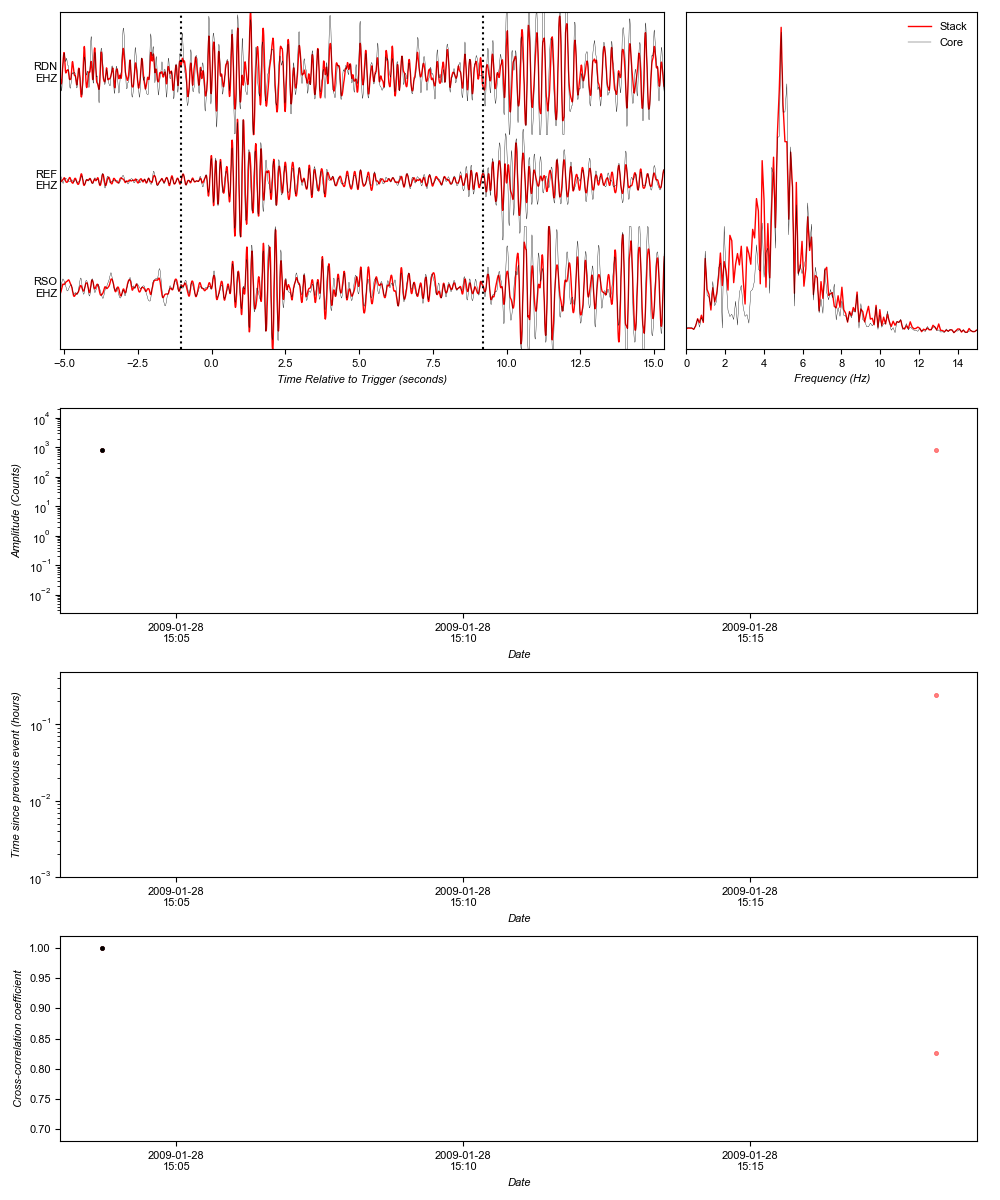 RDN
EHZ
REF
EHZ
RSO
EHZ
−5.0 −2.5 0.0 2.5 5.0 7.5 10.0 12.5 15.0
Time Relative to Trigger (seconds)
Stack
Core
0 2 4 6 8 10 12 14
Frequency (Hz)
10⁴
10³
10²
10¹
10⁰
10⁻¹
10⁻²
Amplitude (Counts)
2009-01-28
15:05
2009-01-28
15:10
2009-01-28
15:15
Date
10⁻¹
10⁻²
10⁻³
Time since previous event (hours)
2009-01-28
15:05
2009-01-28
15:10
2009-01-28
15:15
Date
1.00
0.95
0.90
0.85
0.80
0.75
0.70
Cross-correlation coefficient
2009-01-28
15:05
2009-01-28
15:10
2009-01-28
15:15
Date